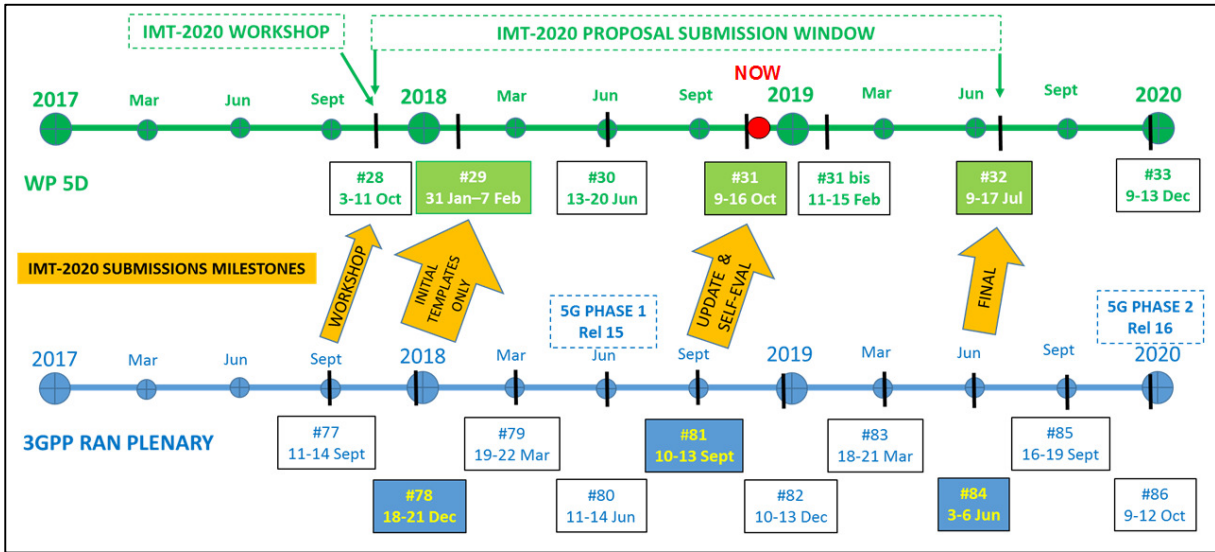 IMT-2020 WORKSHOP
IMT-2020 PROPOSAL SUBMISSION WINDOW
NOW
2017
Mar
Jun
Sept
2018
Mar
Jun
Sept
2019
Mar
Jun
Sept
2020
WP 5D
#28
3-11 Oct
#29
31 Jan–7 Feb
#30
13-20 Jun
#31
9-16 Oct
#31 bis
11-15 Feb
#32
9-17 Jul
#33
9-13 Dec
IMT-2020 SUBMISSIONS MILESTONES
WORKSHOP
INITIAL
TEMPLATES
ONLY
UPDATE &
SELF-EVAL
FINAL
5G PHASE 1
Rel 15
5G PHASE 2
Rel 16
2017
Mar
Jun
Sept
2018
Mar
Jun
Sept
2019
Mar
Jun
Sept
2020
3GPP RAN PLENARY
#77
11-14 Sept
#78
18-21 Dec
#79
19-22 Mar
#80
11-14 Jun
#81
10-13 Sept
#82
10-13 Dec
#83
18-21 Mar
#84
3-6 Jun
#85
16-19 Sept
#86
9-12 Oct